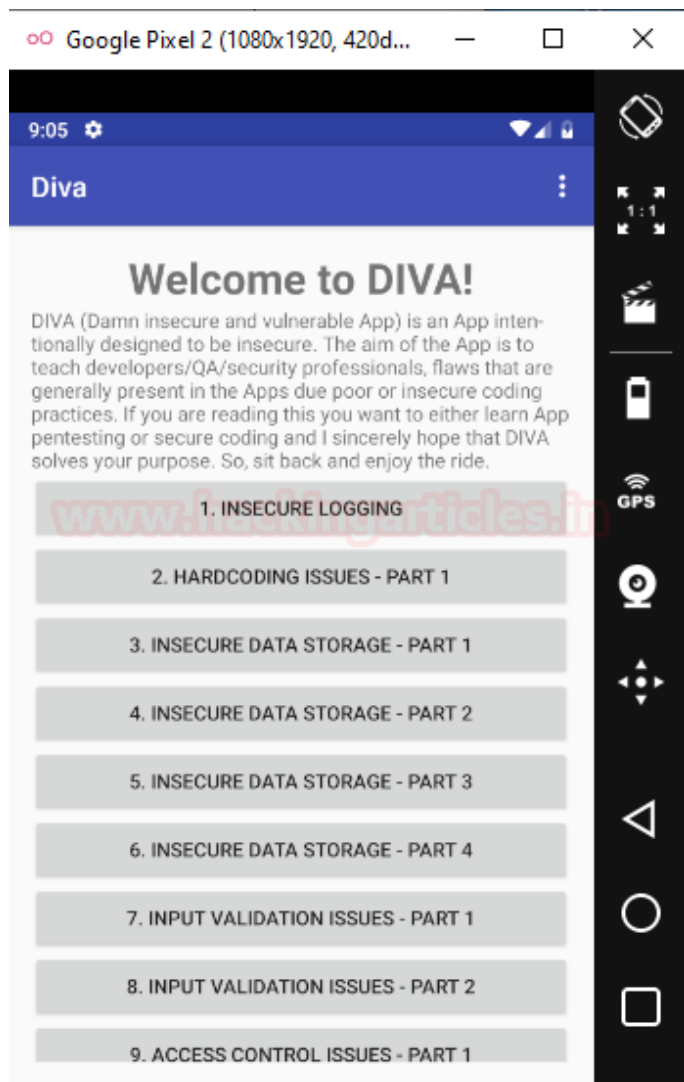 Google Pixel 2 (1080x1920, 420d...
9:05
Diva
1:1
Welcome to DIVA!
DIVA (Damn insecure and vulnerable App) is an App inten-
tionally designed to be insecure. The aim of the App is to
teach developers/QA/security professionals, flaws that are
generally present in the Apps due poor or insecure coding
practices. If you are reading this you want to either learn App
pentesting or secure coding and I sincerely hope that DIVA
solves your purpose. So, sit back and enjoy the ride.
1. INSECURE LOGGING
www.hackingarticles.in
GPS
2. HARDCODING ISSUES - PART 1
3. INSECURE DATA STORAGE - PART 1
4. INSECURE DATA STORAGE - PART 2
5. INSECURE DATA STORAGE - PART 3
6. INSECURE DATA STORAGE - PART 4
7. INPUT VALIDATION ISSUES - PART 1
8. INPUT VALIDATION ISSUES - PART 2
9. ACCESS CONTROL ISSUES - PART 1